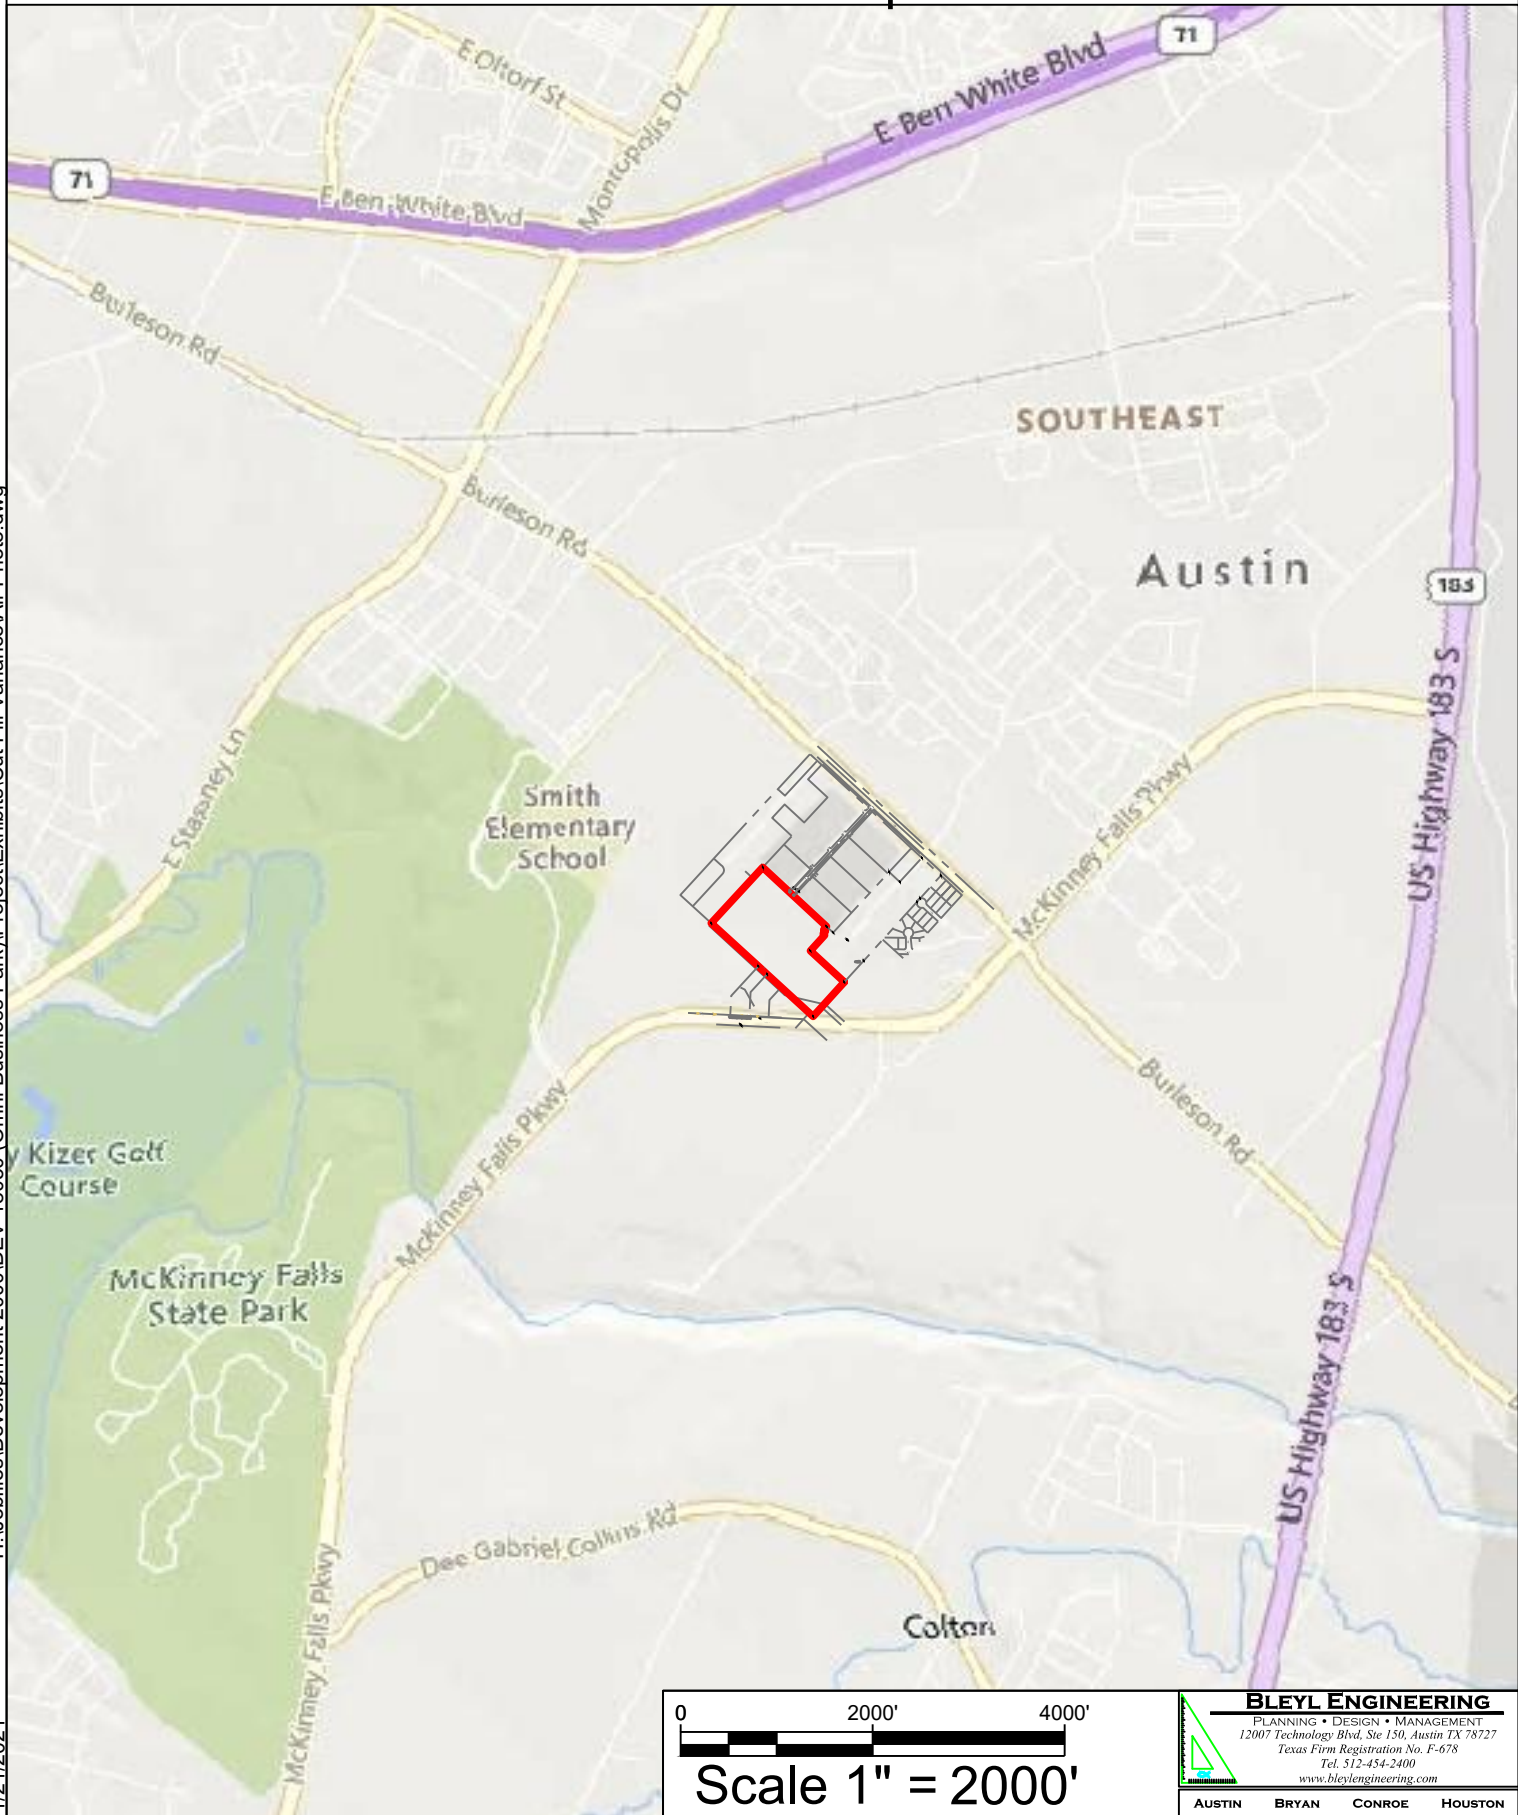 71
E Oltorf St
E Ben White Blvd
Montopolis Dr
71
E Ben White Blvd
Burleson Rd
SOUTHEAST
Burleson Rd
Austin
183
US Highway 183 S
E Stassney Ln
Smith
Elementary
School
McKinney Falls Pkwy
McKinney Falls Pkwy
Burleson Rd
y Kizer Golf
Course
McKinney Falls
State Park
US Highway 183 S
Dee Gabriel Collins Rd
McKinney Falls Pkwy
Colton
0 2000' 4000'
Scale 1" = 2000'
BLEYL ENGINEERING
PLANNING • DESIGN • MANAGEMENT
12007 Technology Blvd, Ste 150, Austin TX 78727
Texas Firm Registration No. F-678
Tel. 512-454-2400
www.bleylengineering.com
AUSTIN BRYAN CONROE HOUSTON